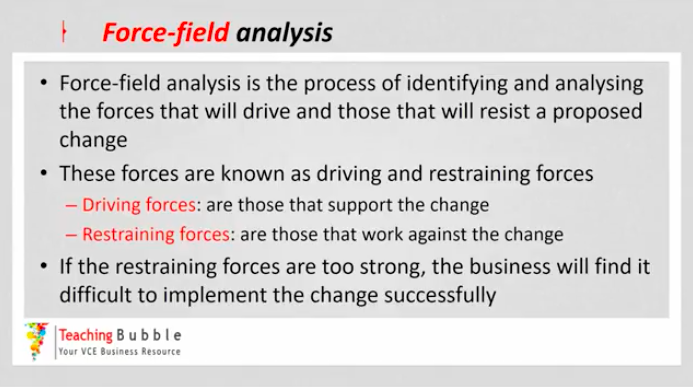 Force-field analysis
• Force-field analysis is the process of identifying and analysing
the forces that will drive and those that will resist a proposed
change
• These forces are known as driving and restraining forces
– Driving forces: are those that support the change
– Restraining forces: are those that work against the change
• If the restraining forces are too strong, the business will find it
difficult to implement the change successfully
Teaching Bubble
Your VCE Business Resource